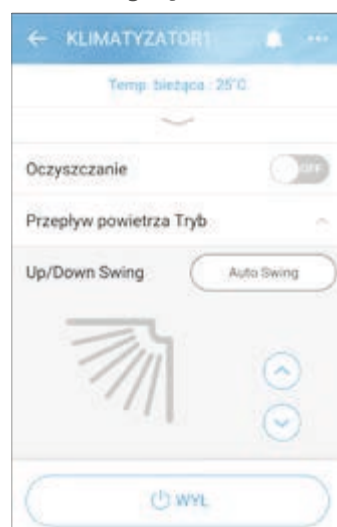 KLIMATYZATOR1
Temp. bieżąca : 25°C
Oczyszczanie OFF
Przepływ powietrza Tryb
Up/Down Swing Auto Swing
WYŁ.